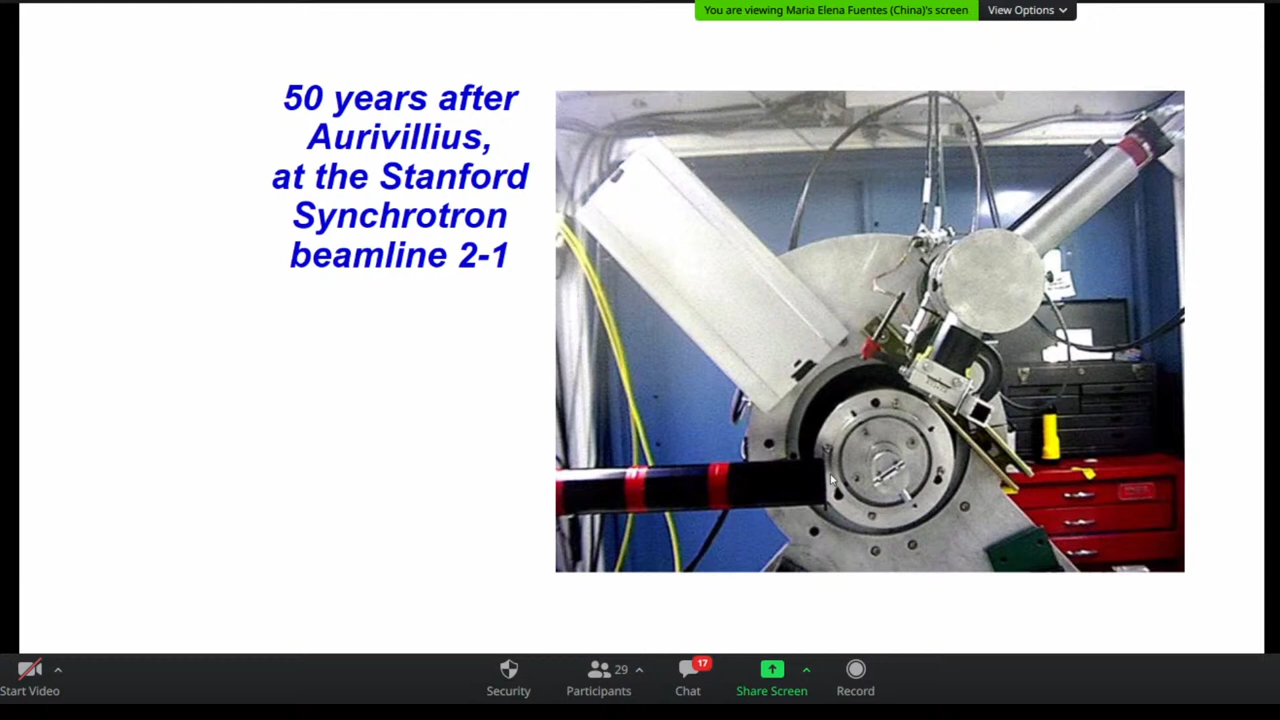 You are viewing Maria Elena Fuentes (China)'s screen
View Options
50 years after
Aurivillius,
at the Stanford
Synchrotron
beamline 2-1
Start Video
Security
29
Participants
17
Chat
Share Screen
Record